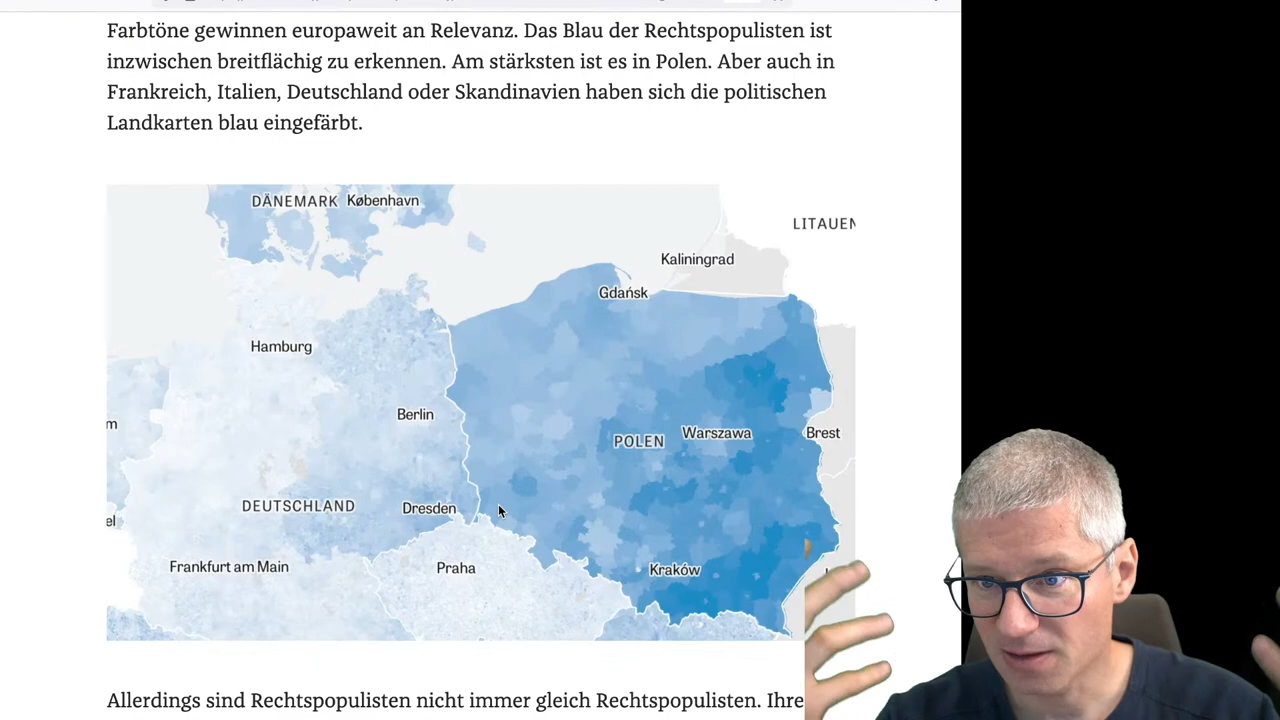 Farbtöne gewinnen europaweit an Relevanz. Das Blau der Rechtspopulisten ist
inzwischen breitflächig zu erkennen. Am stärksten ist es in Polen. Aber auch in
Frankreich, Italien, Deutschland oder Skandinavien haben sich die politischen
Landkarten blau eingefärbt.
DÄNEMARK København
LITAUEN
Kaliningrad
Gdańsk
Hamburg
Berlin
m
POLEN Warszawa Brest
DEUTSCHLAND Dresden
el
Frankfurt am Main Praha Kraków
Allerdings sind Rechtspopulisten nicht immer gleich Rechtspopulisten. Ihre